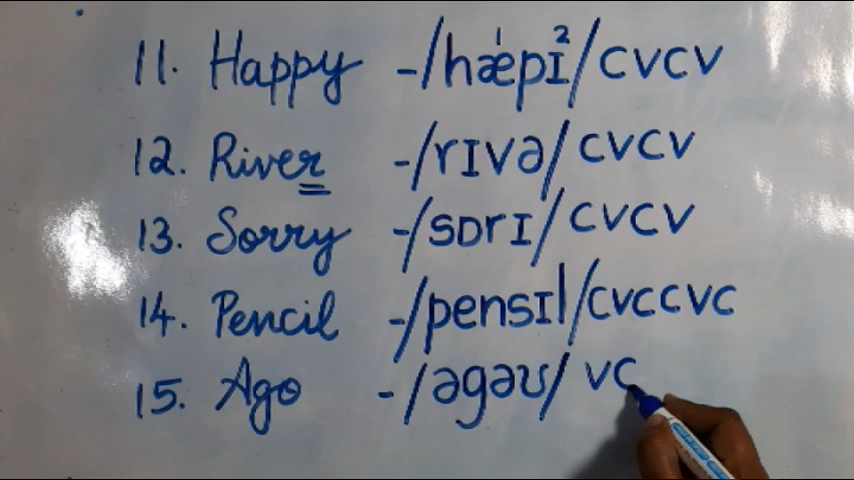 11. Happy -/hæ1pɪ2/ CVCV
12. River -/rɪvə/ CVCV
13. Sorry -/sɒrɪ/ CVCV
14. Pencil -/pensɪl/ CVCCVC
15. Ago -/əgəʊ/ VC